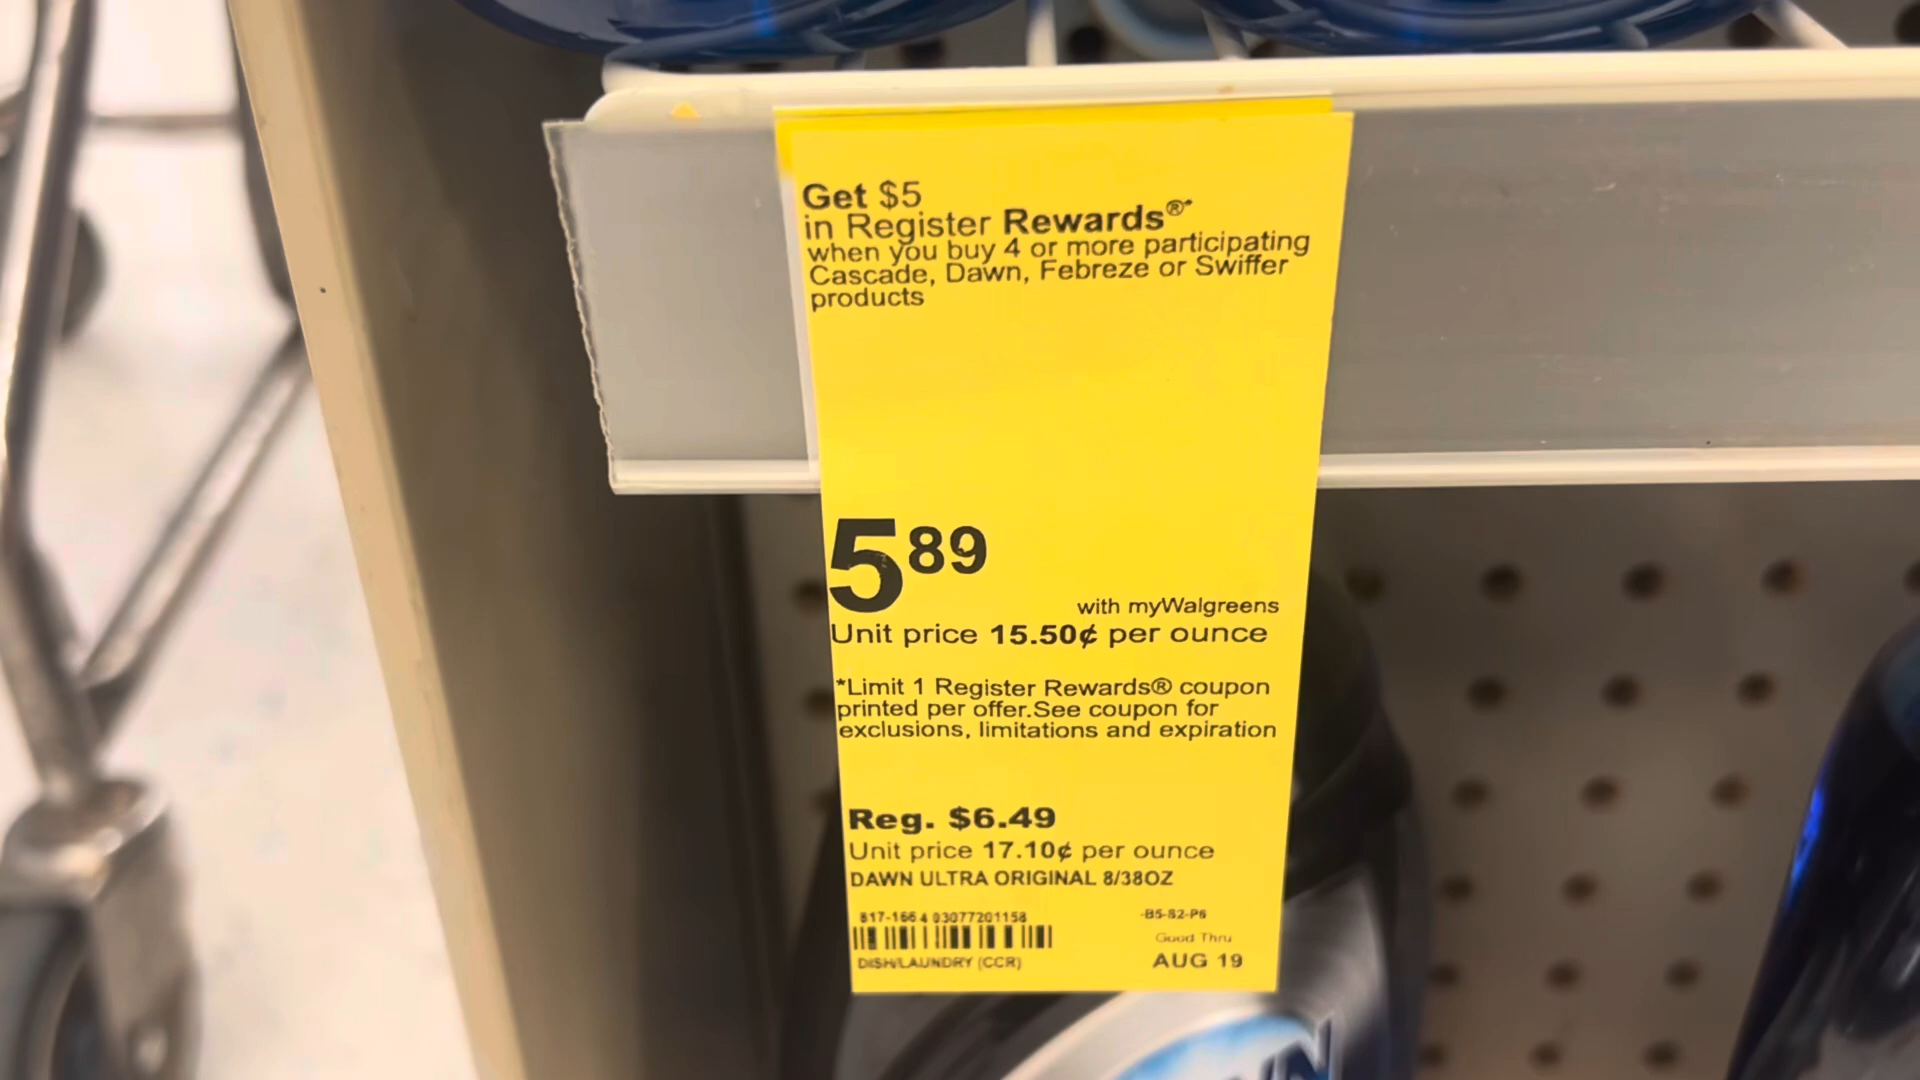 Get $5
in Register Rewards®*
when you buy 4 or more participating
Cascade, Dawn, Febreze or Swiffer
products
5 89
with myWalgreens
Unit price 15.50¢ per ounce
*Limit 1 Register Rewards® coupon
printed per offer.See coupon for
exclusions, limitations and expiration
Reg. $6.49
Unit price 17.10¢ per ounce
DAWN ULTRA ORIGINAL 8/38OZ
817-166 4 03077201158
-B5-S2-P6
Good Thru
DISH/LAUNDRY (CCR)
AUG 19